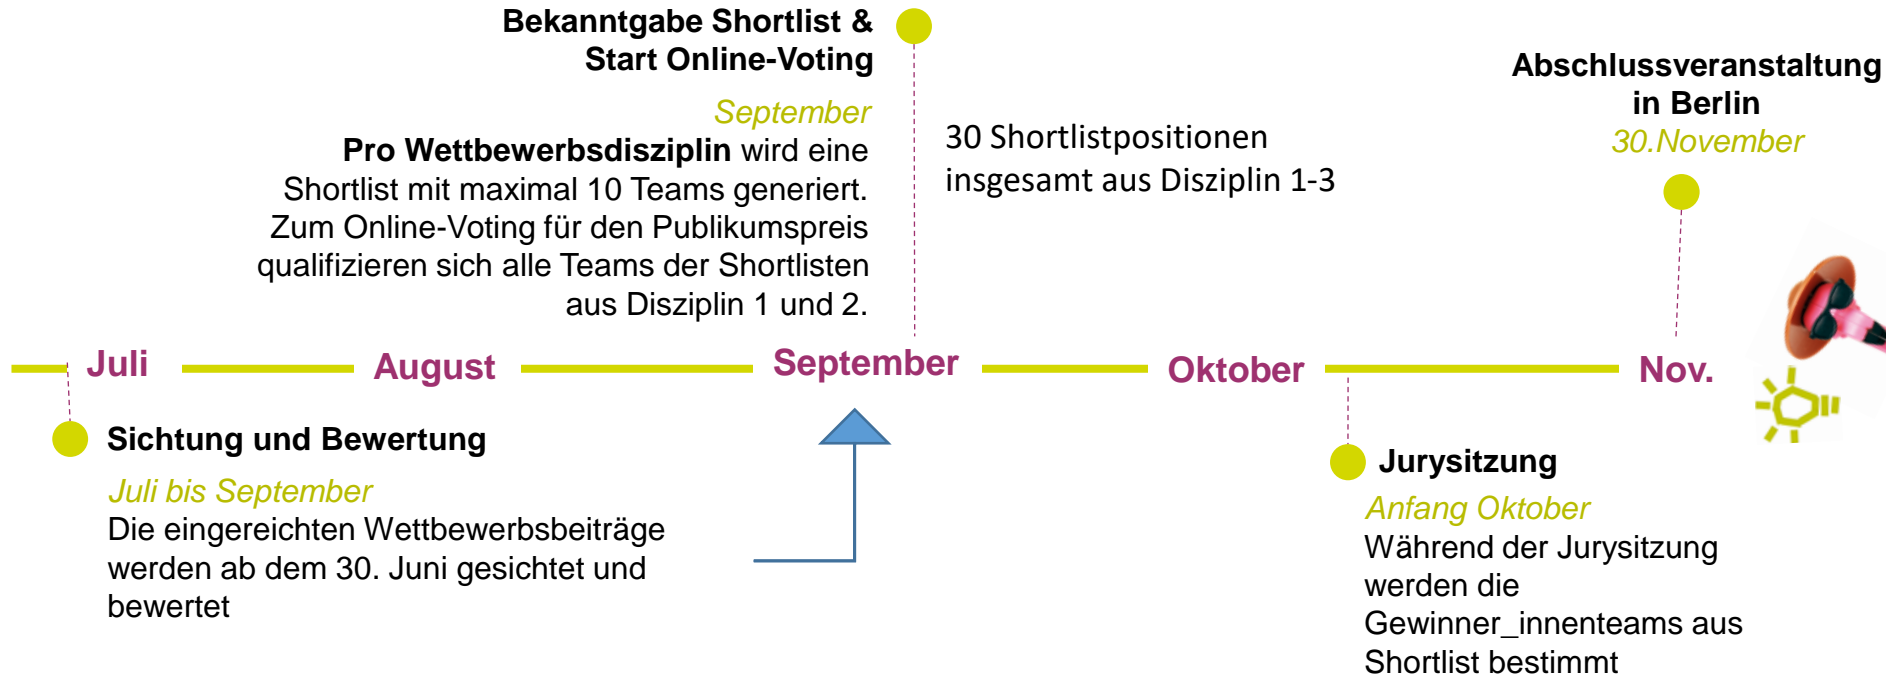 Bekanntgabe Shortlist &
Start Online-Voting
September
Pro Wettbewerbsdisziplin wird eine
Shortlist mit maximal 10 Teams generiert.
Zum Online-Voting für den Publikumspreis
qualifizieren sich alle Teams der Shortlisten
aus Disziplin 1 und 2.
30 Shortlistpositionen
insgesamt aus Disziplin 1-3
Abschlussveranstaltung
in Berlin
30.November
Juli
August
September
Oktober
Nov.
Sichtung und Bewertung
Juli bis September
Die eingereichten Wettbewerbsbeiträge
werden ab dem 30. Juni gesichtet und
bewertet
Jurysitzung
Anfang Oktober
Während der Jurysitzung
werden die
Gewinner_innenteams aus
Shortlist bestimmt